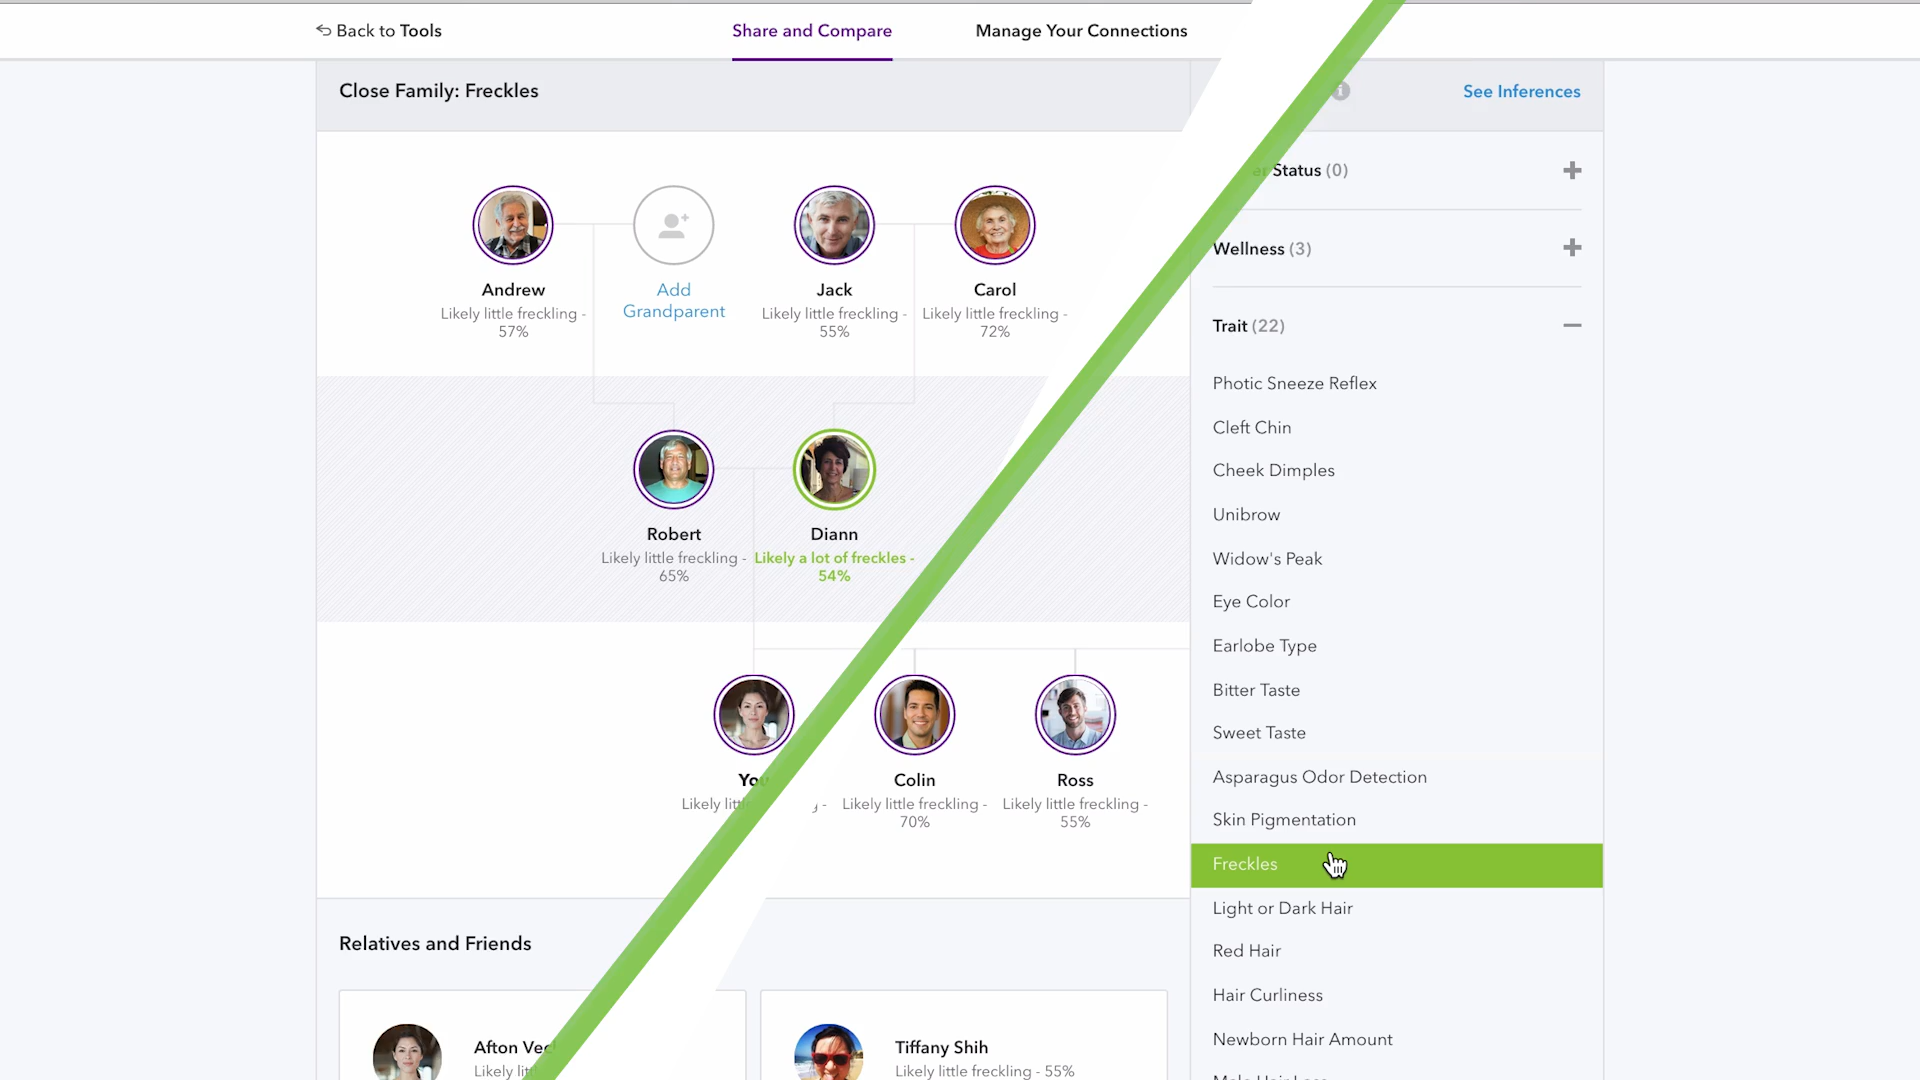 Back to Tools
Share and Compare
Manage Your Connections
Close Family: Freckles
See Inferences
Andrew
Likely little freckling -
57%
Add
Grandparent
Jack
Likely little freckling -
55%
Carol
Likely little freckling -
72%
Robert
Likely little freckling -
65%
Diann
Likely a lot of freckles -
54%
You
Likely
Colin
Likely little freckling -
70%
Ross
Likely little freckling -
55%
Relatives and Friends
Afton
Likely
Tiffany Shih
Likely little freckling - 55%
Status (0)
Wellness (3)
Trait (22)
Photic Sneeze Reflex
Cleft Chin
Cheek Dimples
Unibrow
Widow's Peak
Eye Color
Earlobe Type
Bitter Taste
Sweet Taste
Asparagus Odor Detection
Skin Pigmentation
Freckles
Light or Dark Hair
Red Hair
Hair Curliness
Newborn Hair Amount